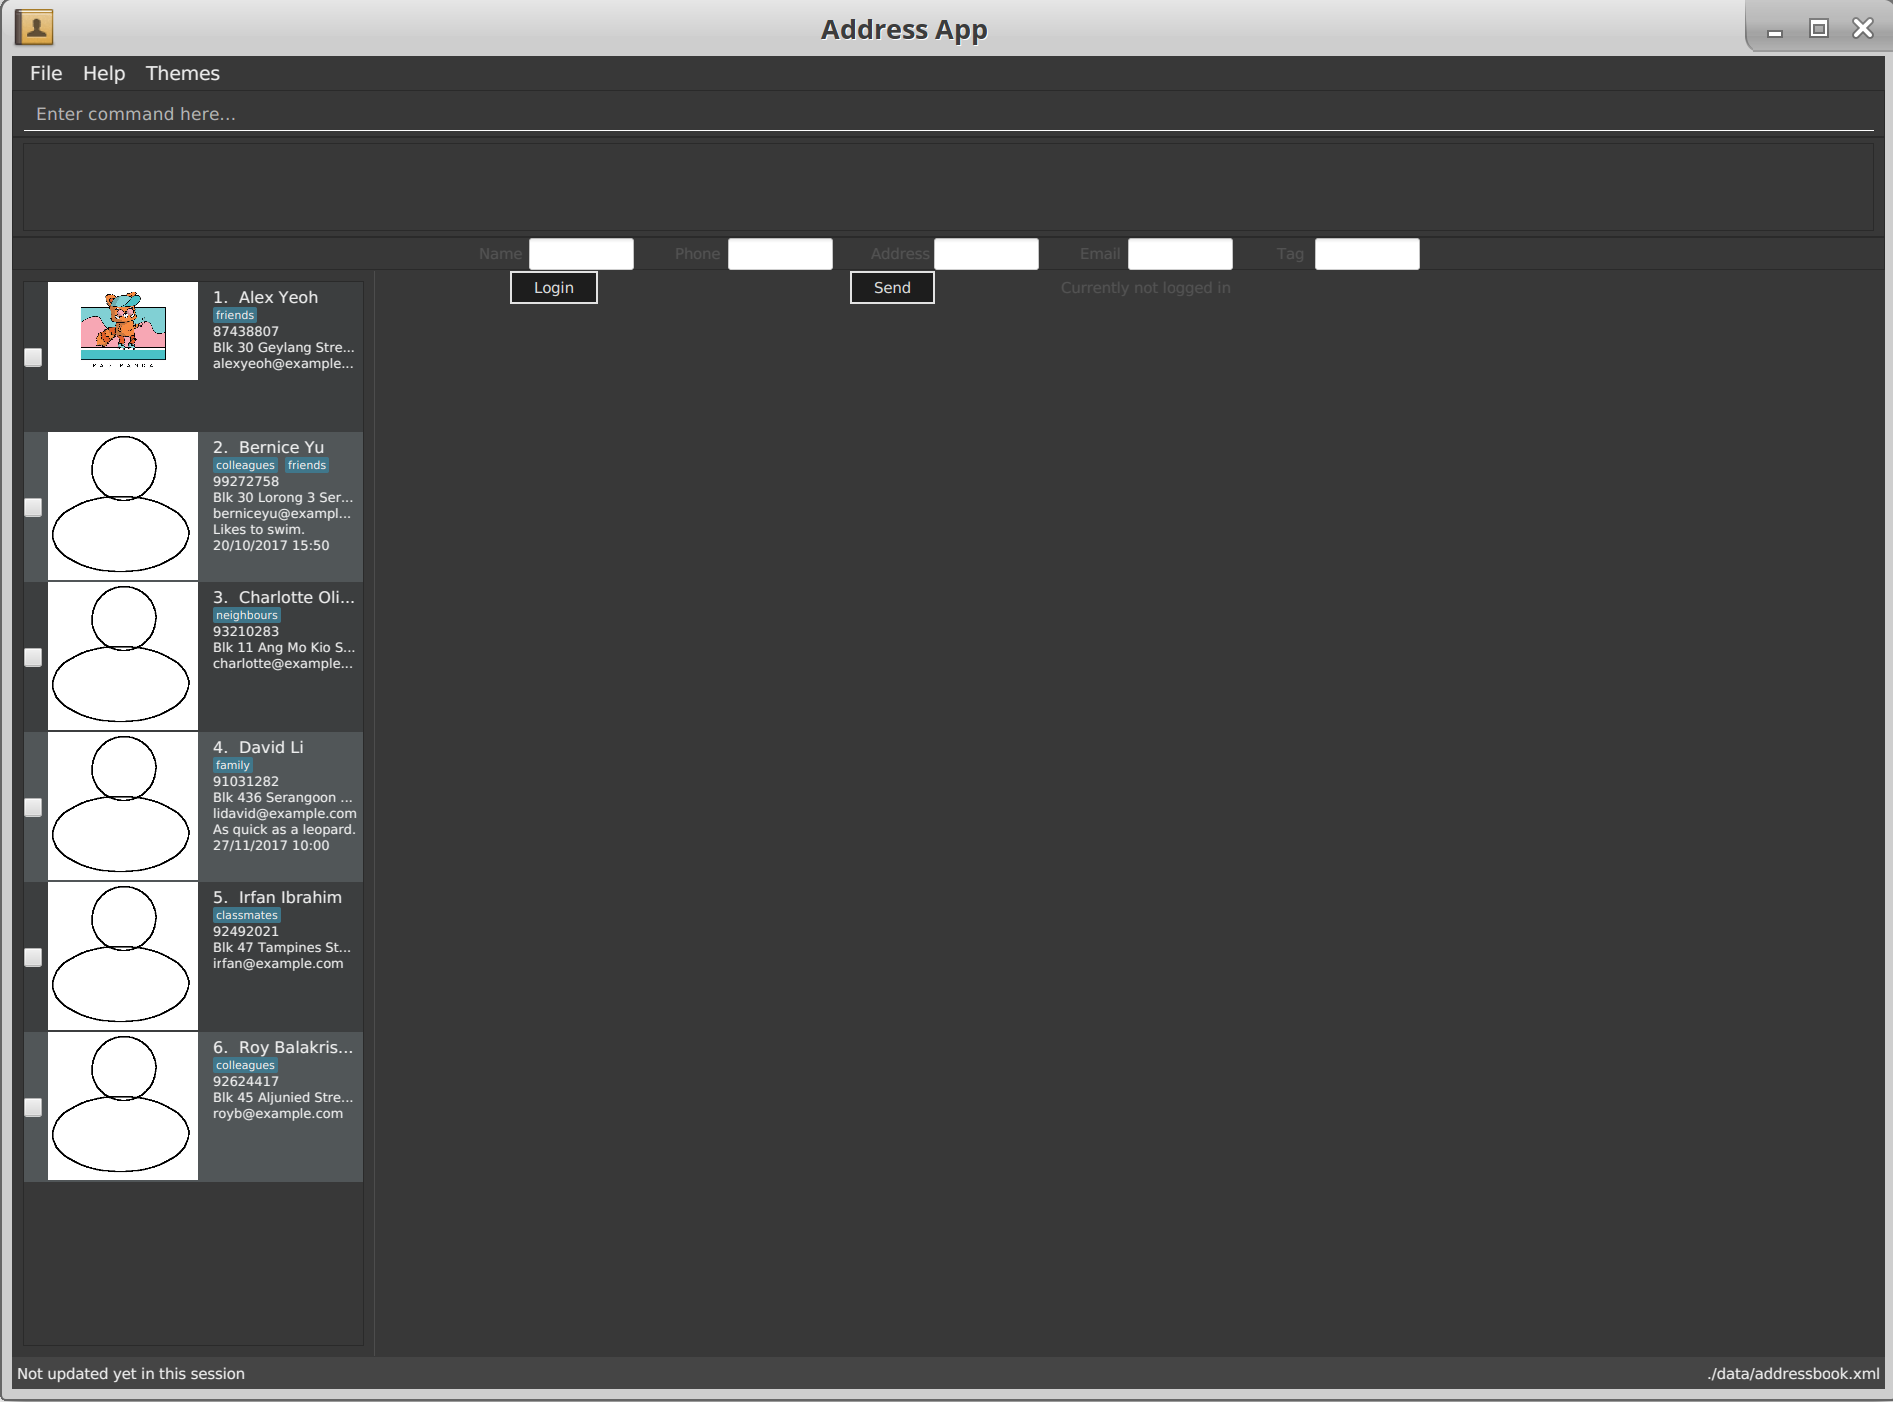 Address App
File Help Themes
Enter command here...
Name Phone Address Email Tag
Login Send Currently not logged in
1. Alex Yeoh
friends
87438807
Blk 30 Geylang Stre...
alexyeoh@example...
2. Bernice Yu
colleagues friends
99272758
Blk 30 Lorong 3 Ser...
berniceyu@exampl...
Likes to swim.
20/10/2017 15:50
3. Charlotte Oli...
neighbours
93210283
Blk 11 Ang Mo Kio S...
charlotte@example...
4. David Li
family
91031282
Blk 436 Serangoon ...
lidavid@example.com
As quick as a leopard.
27/11/2017 10:00
5. Irfan Ibrahim
classmates
92492021
Blk 47 Tampines St...
irfan@example.com
6. Roy Balakris...
colleagues
92624417
Blk 45 Aljunied Stre...
royb@example.com
Not updated yet in this session
./data/addressbook.xml